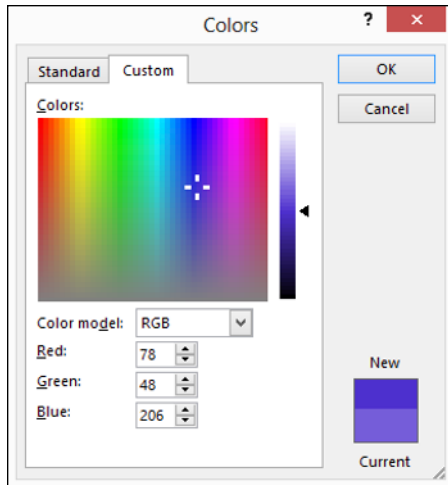 Colors
?
Standard Custom
OK
Cancel
Colors:
Color model: RGB
Red: 78
Green: 48
Blue: 206
New
Current